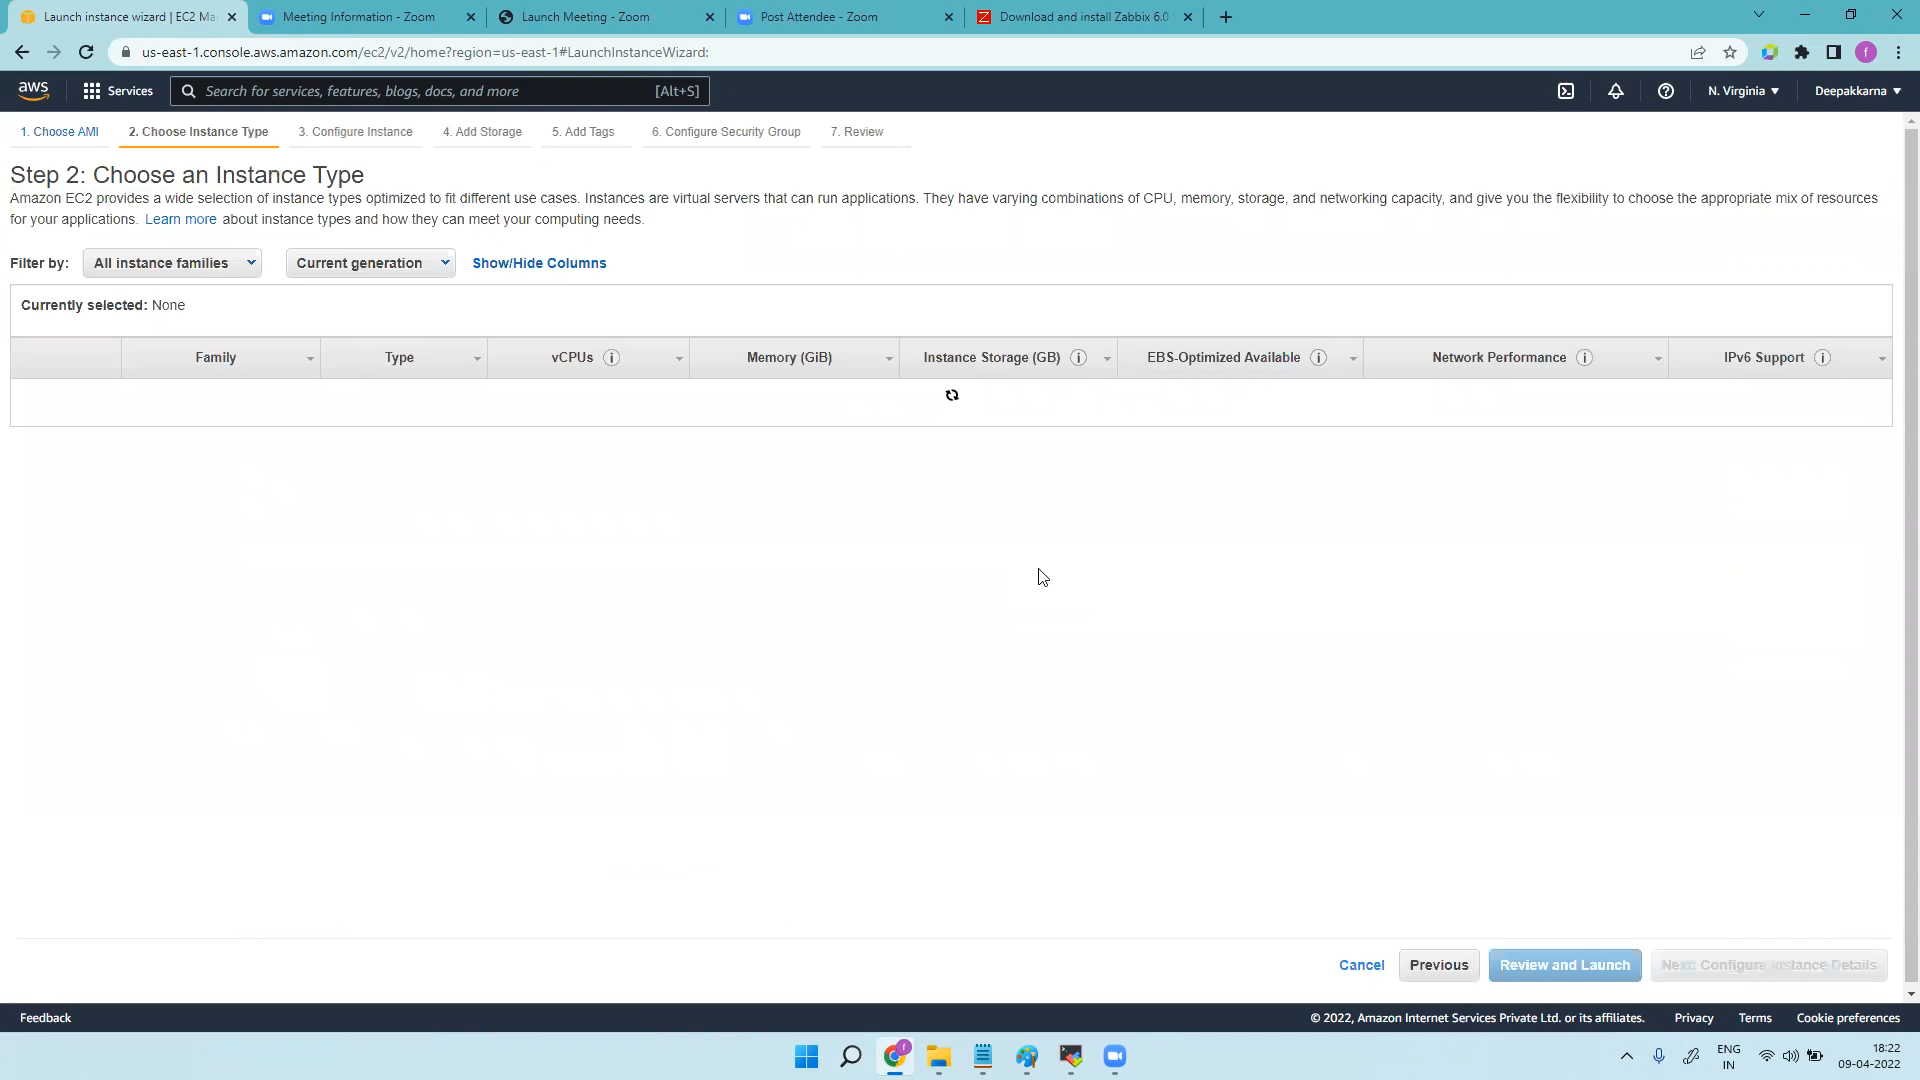 Launch instance wizard | EC2 Ma
Meeting Information - Zoom
Launch Meeting - Zoom
Post Attendee - Zoom
Download and install Zabbix 6.0
us-east-1.console.aws.amazon.com/ec2/v2/home?region=us-east-1#LaunchInstanceWizard:
f
aws
Services
Search for services, features, blogs, docs, and more
[Alt+S]
N. Virginia
Deepakkarna
1. Choose AMI
2. Choose Instance Type
3. Configure Instance
4. Add Storage
5. Add Tags
6. Configure Security Group
7. Review
Step 2: Choose an Instance Type
Amazon EC2 provides a wide selection of instance types optimized to fit different use cases. Instances are virtual servers that can run applications. They have varying combinations of CPU, memory, storage, and networking capacity, and give you the flexibility to choose the appropriate mix of resources
for your applications. Learn more about instance types and how they can meet your computing needs.
Filter by:
All instance families
Current generation
Show/Hide Columns
Currently selected: None
Family
Type
vCPUs
Memory (GiB)
Instance Storage (GB)
EBS-Optimized Available
Network Performance
IPv6 Support
Cancel
Previous
Review and Launch
Configure Instance Details
Feedback
© 2022, Amazon Internet Services Private Ltd. or its affiliates.
Privacy
Terms
Cookie preferences
ENG
IN
18:22
09-04-2022